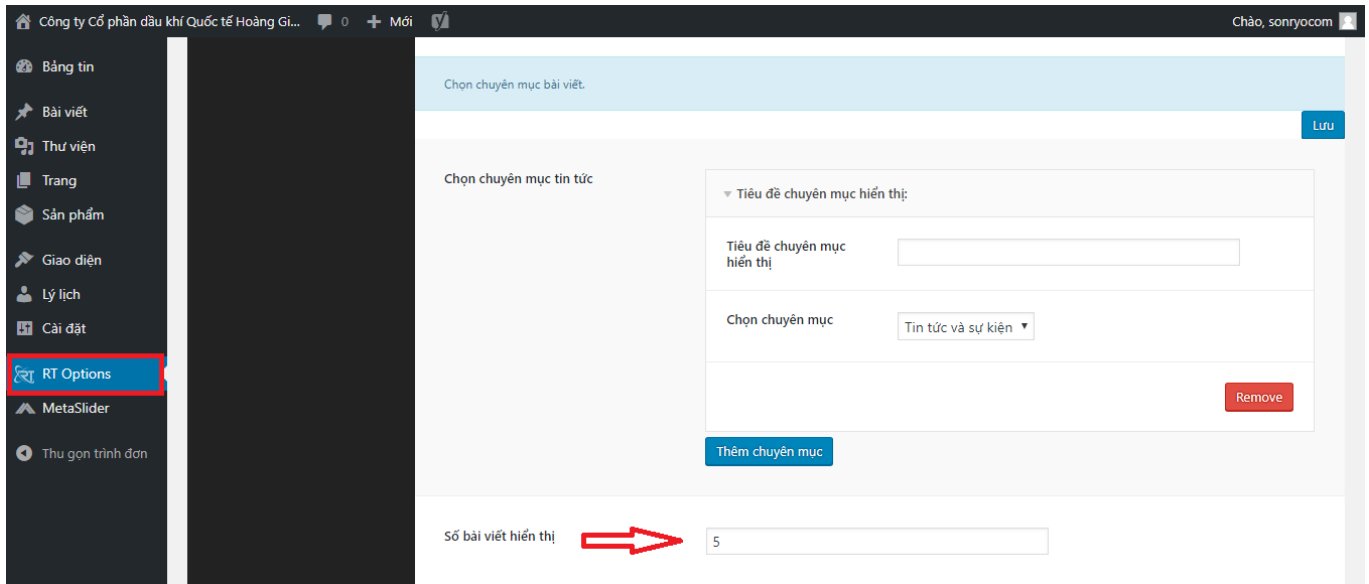 Công ty Cổ phần dầu khí Quốc tế Hoàng Gi... 0 Mới
Chào, sonryocom
Bảng tin
Bài viết
Thư viện
Trang
Sản phẩm
Giao diện
Lý lịch
Cài đặt
RT RT Options
MetaSlider
Thu gọn trình đơn
Chọn chuyên mục bài viết.
Lưu
Chọn chuyên mục tin tức
Tiêu đề chuyên mục hiển thị:
Tiêu đề chuyên mục
hiển thị
Chọn chuyên mục
Tin tức và sự kiện
Remove
Thêm chuyên mục
Số bài viết hiển thị
5